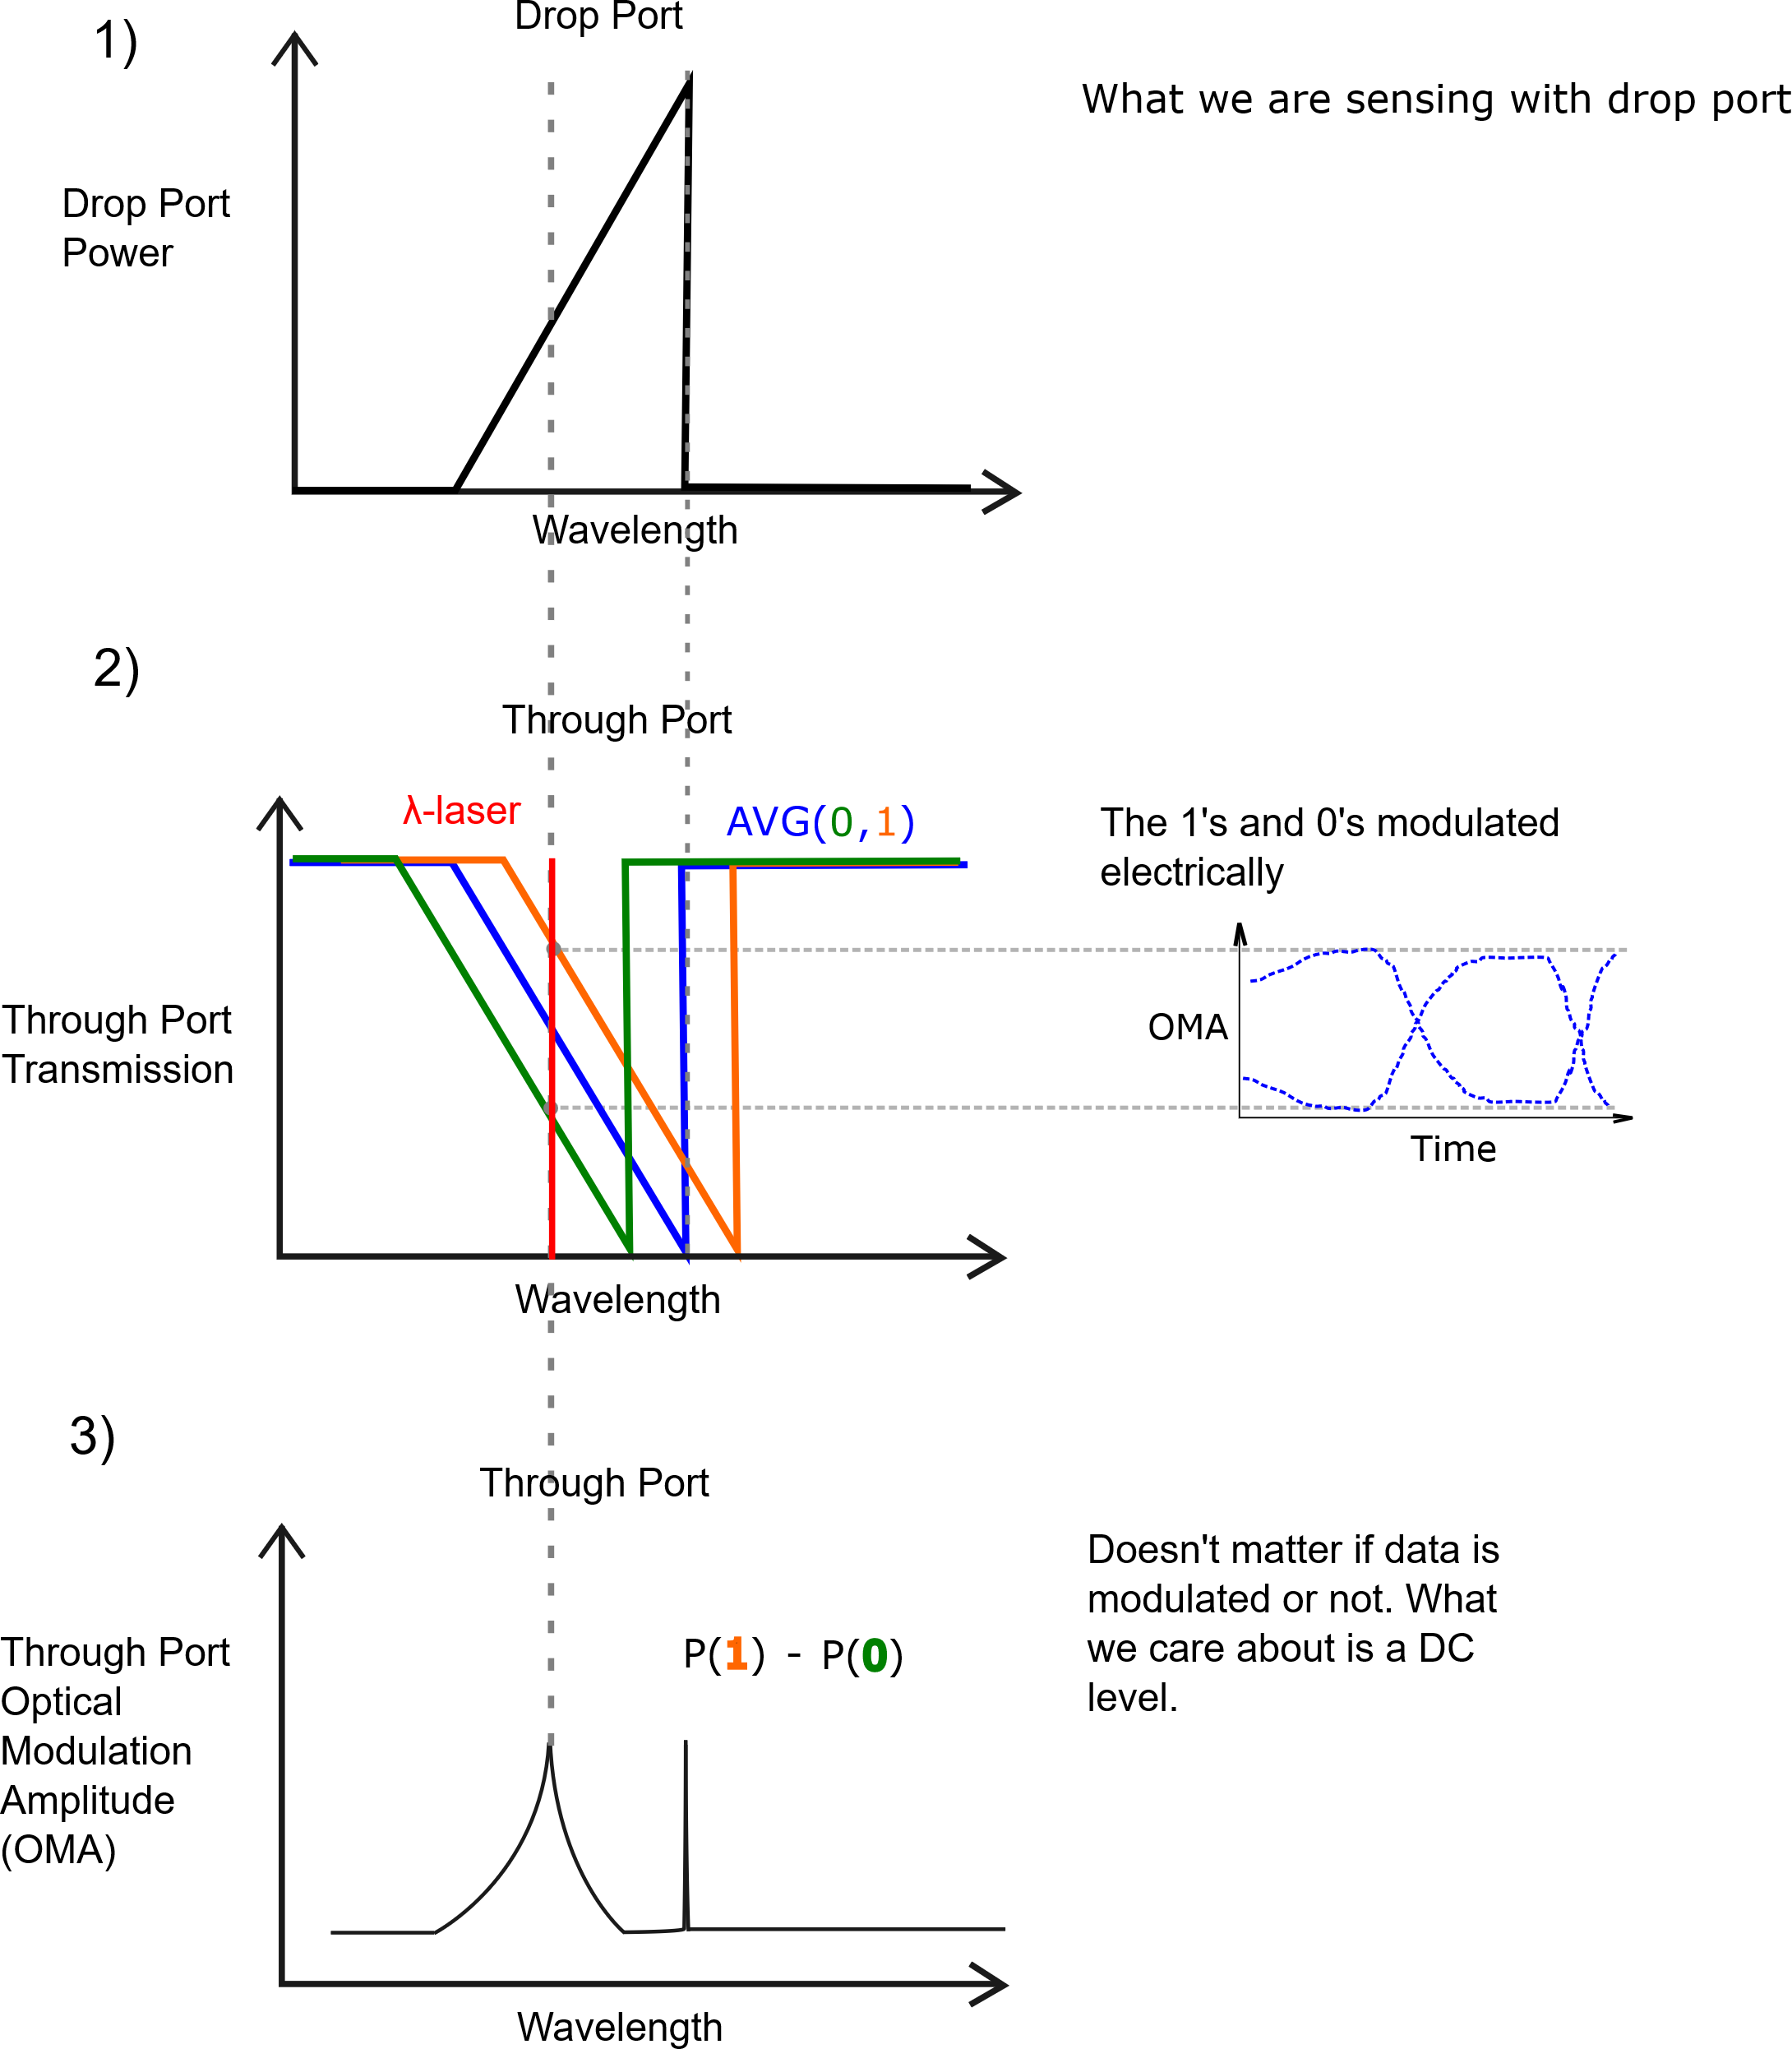 1)
Drop Port
What we are sensing with drop port
Drop Port
Power
Wavelength
2)
Through Port
λ-laser
AVG(0,1)
The 1's and 0's modulated
electrically
Through Port
Transmission
OMA
Time
Wavelength
3)
Through Port
Doesn't matter if data is
modulated or not. What
we care about is a DC
level.
P(1) - P(0)
Through Port
Optical
Modulation
Amplitude
(OMA)
Wavelength